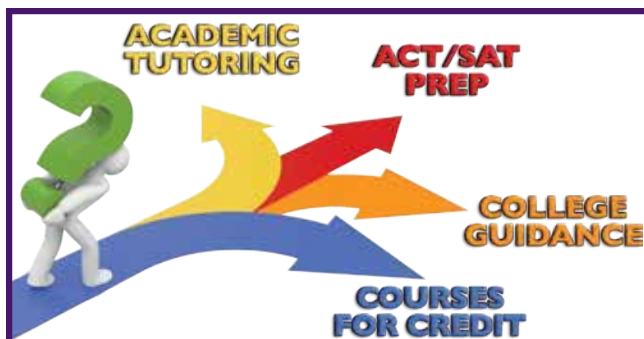 ACADEMIC
TUTORING
ACT/SAT
PREP
COLLEGE
GUIDANCE
COURSES
FOR CREDIT